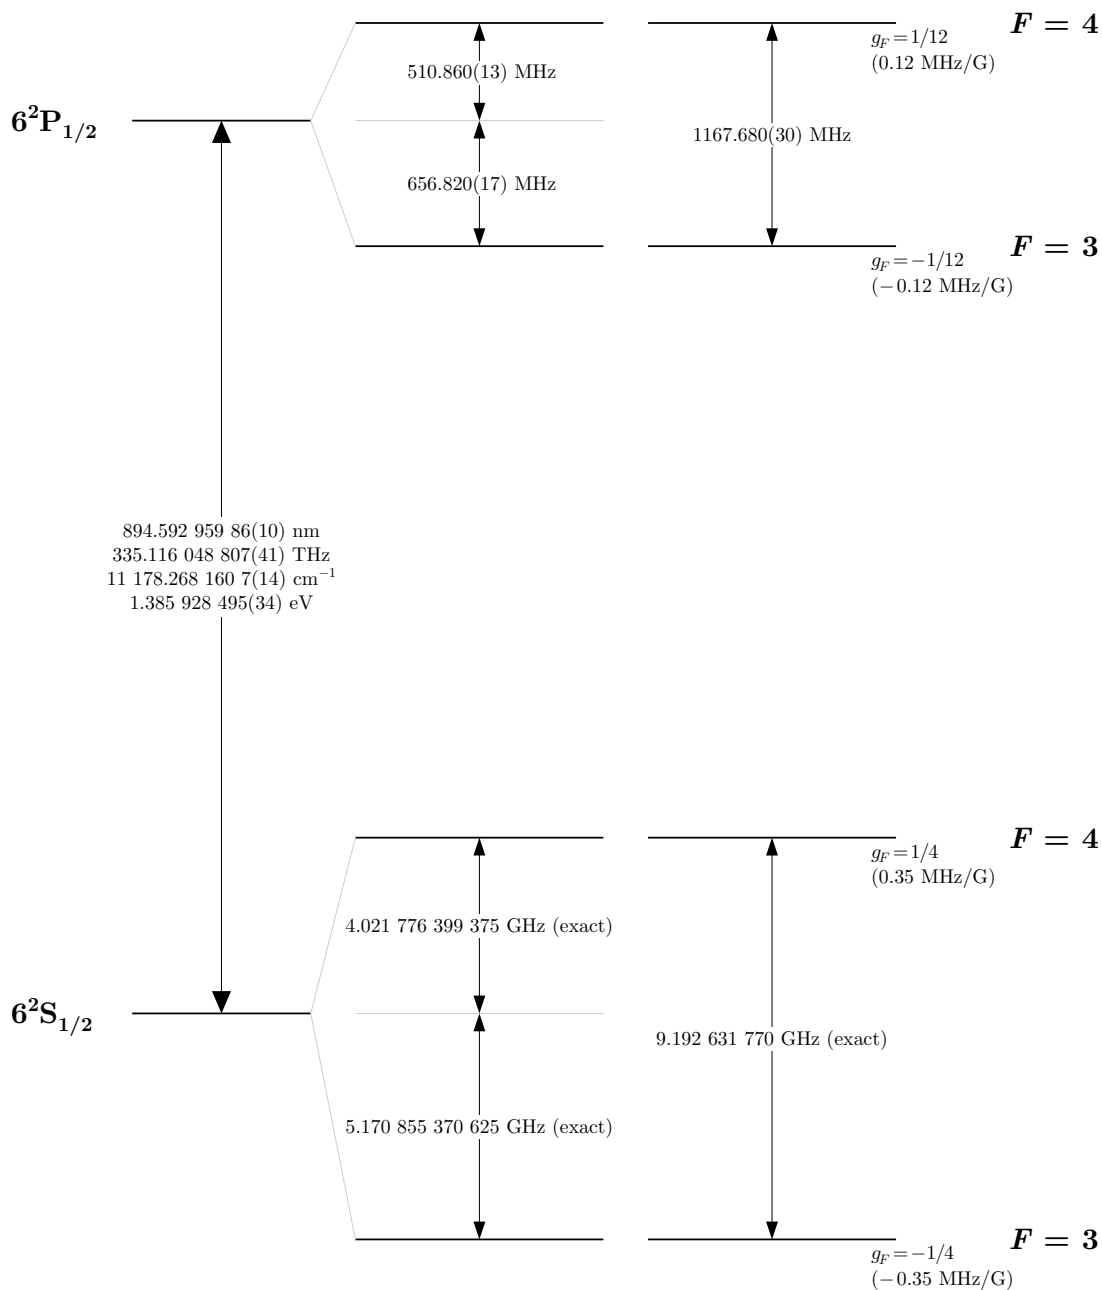 F = 4
g_F = 1/12
(0.12 MHz/G)
510.860(13) MHz
6²P₁/₂
1167.680(30) MHz
656.820(17) MHz
F = 3
g_F = −1/12
(−0.12 MHz/G)
894.592 959 86(10) nm
335.116 048 807(41) THz
11 178.268 160 7(14) cm⁻¹
1.385 928 495(34) eV
F = 4
g_F = 1/4
(0.35 MHz/G)
4.021 776 399 375 GHz (exact)
6²S₁/₂
9.192 631 770 GHz (exact)
5.170 855 370 625 GHz (exact)
F = 3
g_F = −1/4
(−0.35 MHz/G)